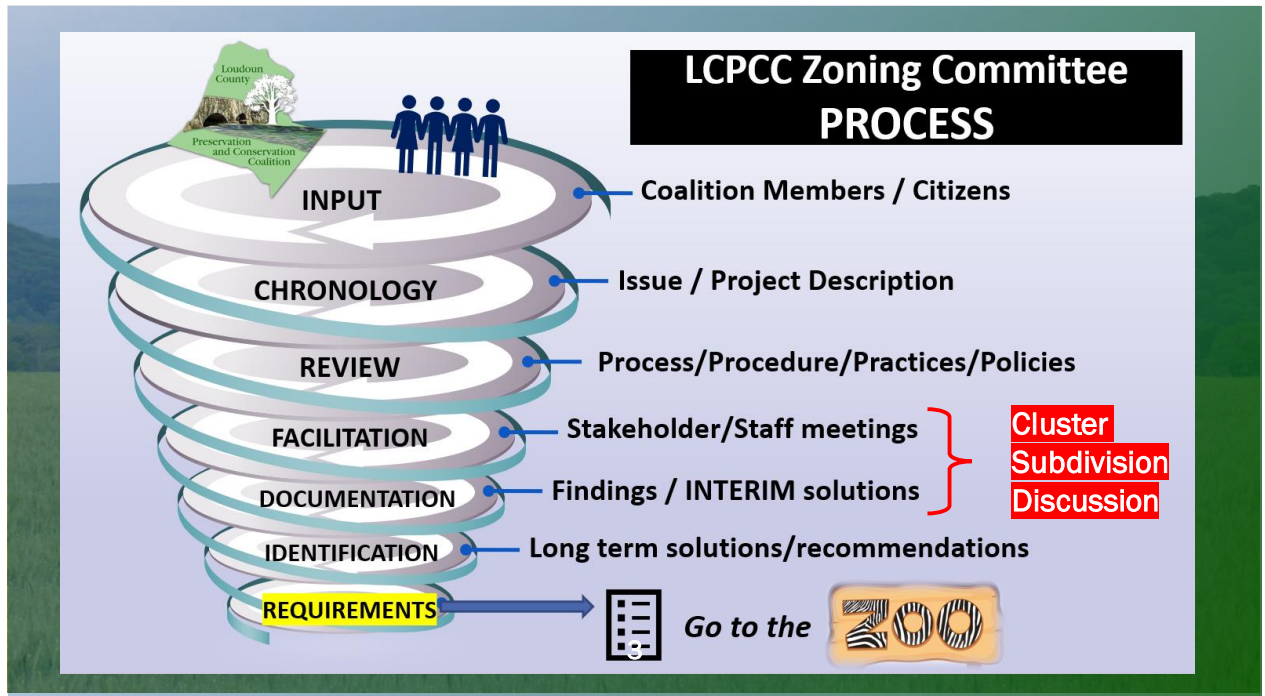 Loudoun
County
Preservation
and Conservation
Coalition
LCPCC Zoning Committee
PROCESS
INPUT
Coalition Members / Citizens
CHRONOLOGY
Issue / Project Description
REVIEW
Process/Procedure/Practices/Policies
FACILITATION
Stakeholder/Staff meetings
DOCUMENTATION
Findings / INTERIM solutions
Cluster
Subdivision
Discussion
IDENTIFICATION
Long term solutions/recommendations
REQUIREMENTS
3
Go to the
ZOO